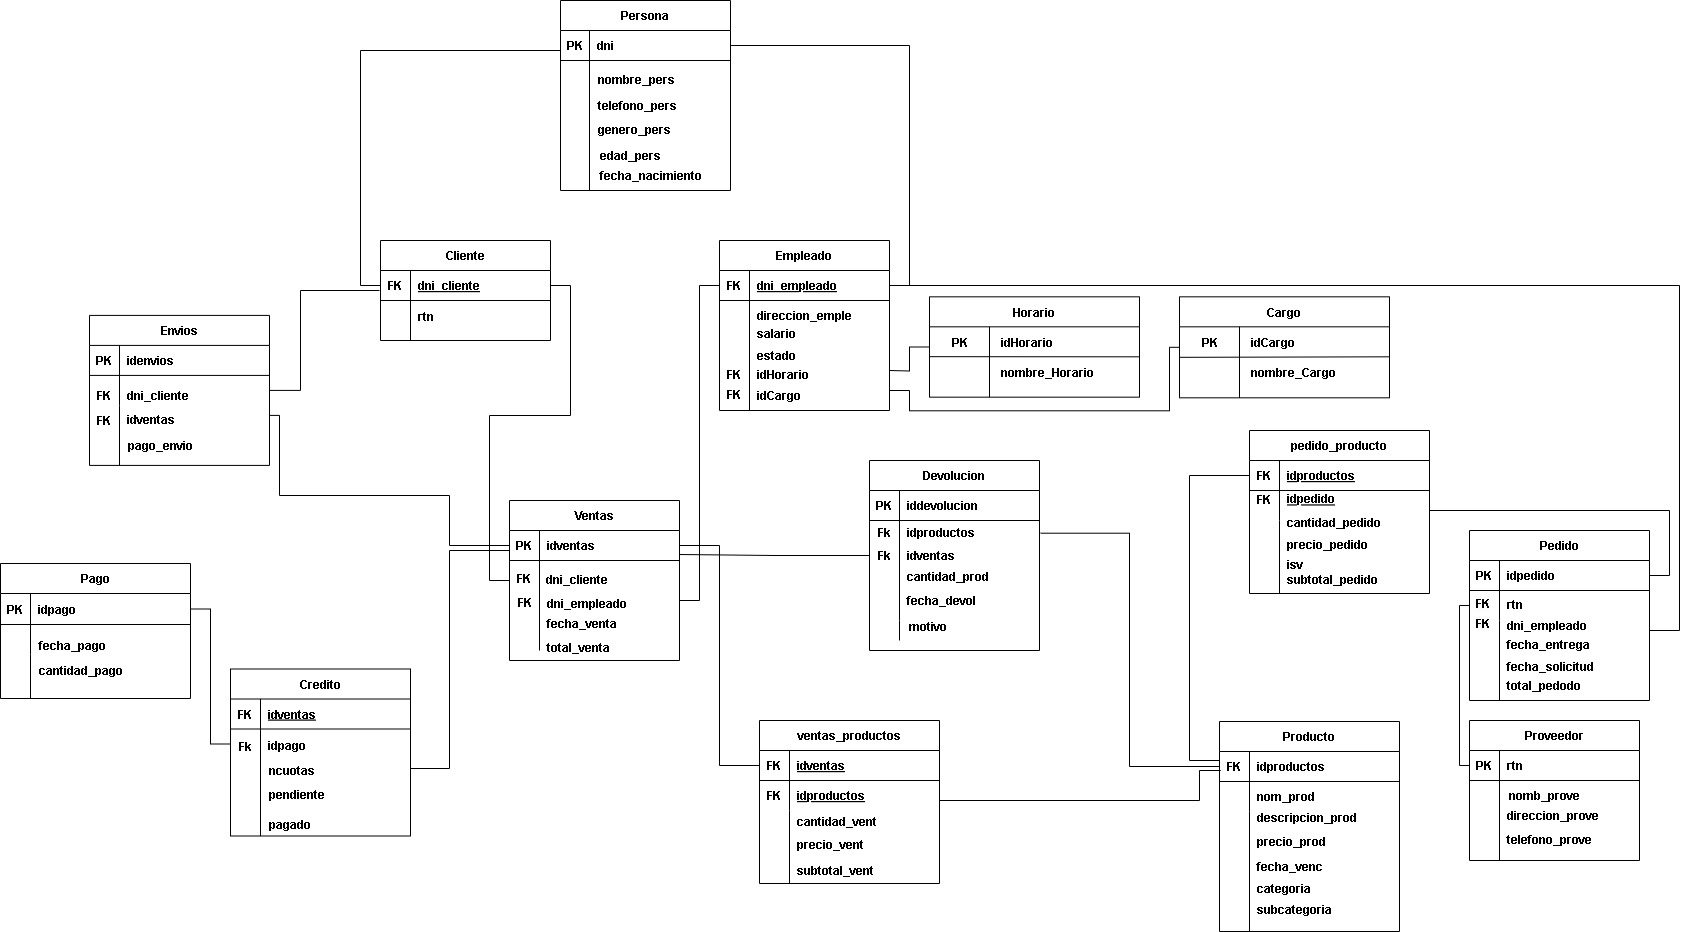 Persona
PK dni
nombre_pers
telefono_pers
genero_pers
edad_pers
fecha_nacimiento
Cliente
FK dni_cliente
rtn
Empleado
FK dni_empleado
direccion_emple
salario
estado
FK idHorario
FK idCargo
Horario
PK idHorario
nombre_Horario
Cargo
PK idCargo
nombre_Cargo
Envios
PK idenvios
FK dni_cliente
FK idventas
pago_envio
pedido_producto
FK idproductos
FK idpedido
cantidad_pedido
precio_pedido
isv
subtotal_pedido
Devolucion
PK iddevolucion
Fk idproductos
Fk idventas
cantidad_prod
fecha_devol
motivo
Ventas
PK idventas
FK dni_cliente
FK dni_empleado
fecha_venta
total_venta
Pedido
PK idpedido
FK rtn
FK dni_empleado
fecha_entrega
fecha_solicitud
total_pedodo
Pago
PK idpago
fecha_pago
cantidad_pago
Credito
FK idventas
Fk idpago
ncuotas
pendiente
pagado
ventas_productos
FK idventas
FK idproductos
cantidad_vent
precio_vent
subtotal_vent
Producto
FK idproductos
nom_prod
descripcion_prod
precio_prod
fecha_venc
categoria
subcategoria
Proveedor
PK rtn
nomb_prove
direccion_prove
telefono_prove